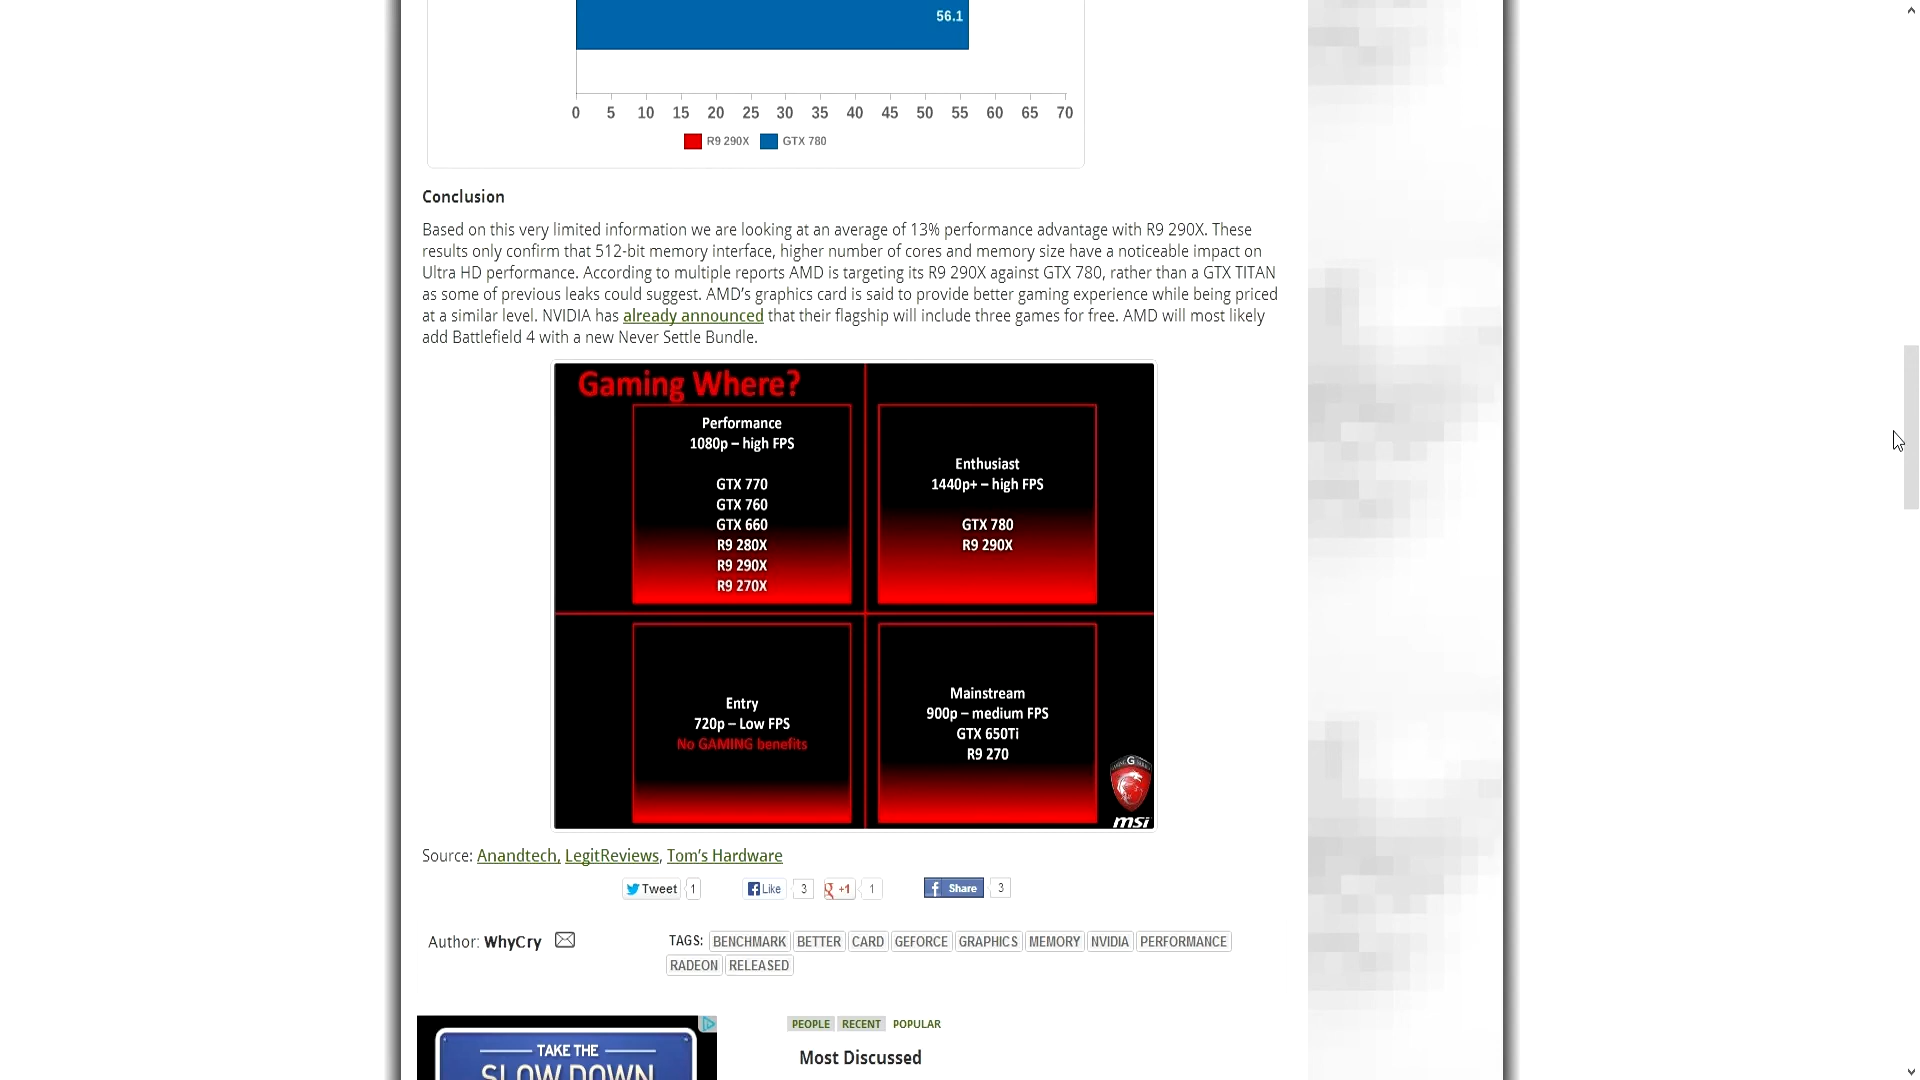 56.1
0 5 10 15 20 25 30 35 40 45 50 55 60 65 70
R9 290X GTX 780
Conclusion
Based on this very limited information we are looking at an average of 13% performance advantage with R9 290X. These
results only confirm that 512-bit memory interface, higher number of cores and memory size have a noticeable impact on
Ultra HD performance. According to multiple reports AMD is targeting its R9 290X against GTX 780, rather than a GTX TITAN
as some of previous leaks could suggest. AMD’s graphics card is said to provide better gaming experience while being priced
at a similar level. NVIDIA has already announced that their flagship will include three games for free. AMD will most likely
add Battlefield 4 with a new Never Settle Bundle.
Gaming Where?
Performance
1080p – high FPS
GTX 770
GTX 760
GTX 660
R9 280X
R9 290X
R9 270X
Enthusiast
1440p+ – high FPS
GTX 780
R9 290X
Entry
720p – Low FPS
No GAMING benefits
Mainstream
900p – medium FPS
GTX 650Ti
R9 270
msi
Source: Anandtech, LegitReviews, Tom’s Hardware
Tweet 1 Like 3 +1 1 Share 3
Author: WhyCry
TAGS: BENCHMARK BETTER CARD GEFORCE GRAPHICS MEMORY NVIDIA PERFORMANCE
RADEON RELEASED
PEOPLE RECENT POPULAR
Most Discussed
TAKE THE
SLOW DOWN